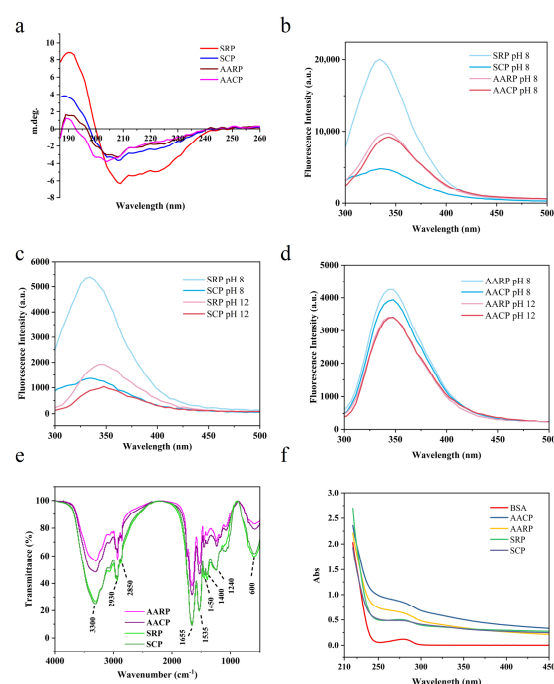 a
10
8
6
4
2
0
-2
-4
-6
-8
m.deg.
190
200
210
220
230
240
250
260
Wavelength (nm)
SRP
SCP
AARP
AACP
b
20,000
10,000
0
Fluorescence Intensity (a.u.)
300
350
400
450
500
Wavelength (nm)
SRP pH 8
SCP pH 8
AARP pH 8
AACP pH 8
c
6000
5000
4000
3000
2000
1000
0
Fluorescence Intensity (a.u.)
300
350
400
450
500
Wavelength (nm)
SRP pH 8
SCP pH 8
SRP pH 12
SCP pH 12
d
5000
4000
3000
2000
1000
0
Fluorescence Intensity (a.u.)
300
350
400
450
500
Wavelength (nm)
AARP pH 8
AACP pH 8
AARP pH 12
AACP pH 12
e
100
80
60
40
20
0
Transmittance (%)
4000
3000
2000
1000
Wavenumber (cm⁻¹)
3300
2930
2850
1655
1535
1-50
1400
1240
600
AARP
AACP
SRP
SCP
f
3.0
2.5
2.0
1.5
1.0
0.5
0.0
Abs
210
250
300
350
400
450
Wavelength (nm)
BSA
AACP
AARP
SRP
SCP